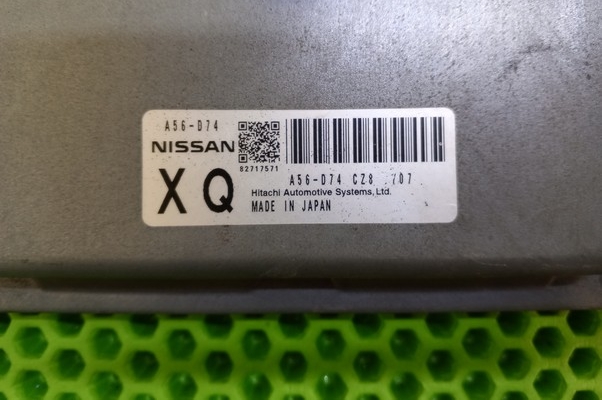 A56-D74
NISSAN
82717571
X Q
A56-D74 CZ8 .707
Hitachi Automotive Systems, Ltd.
MADE IN JAPAN